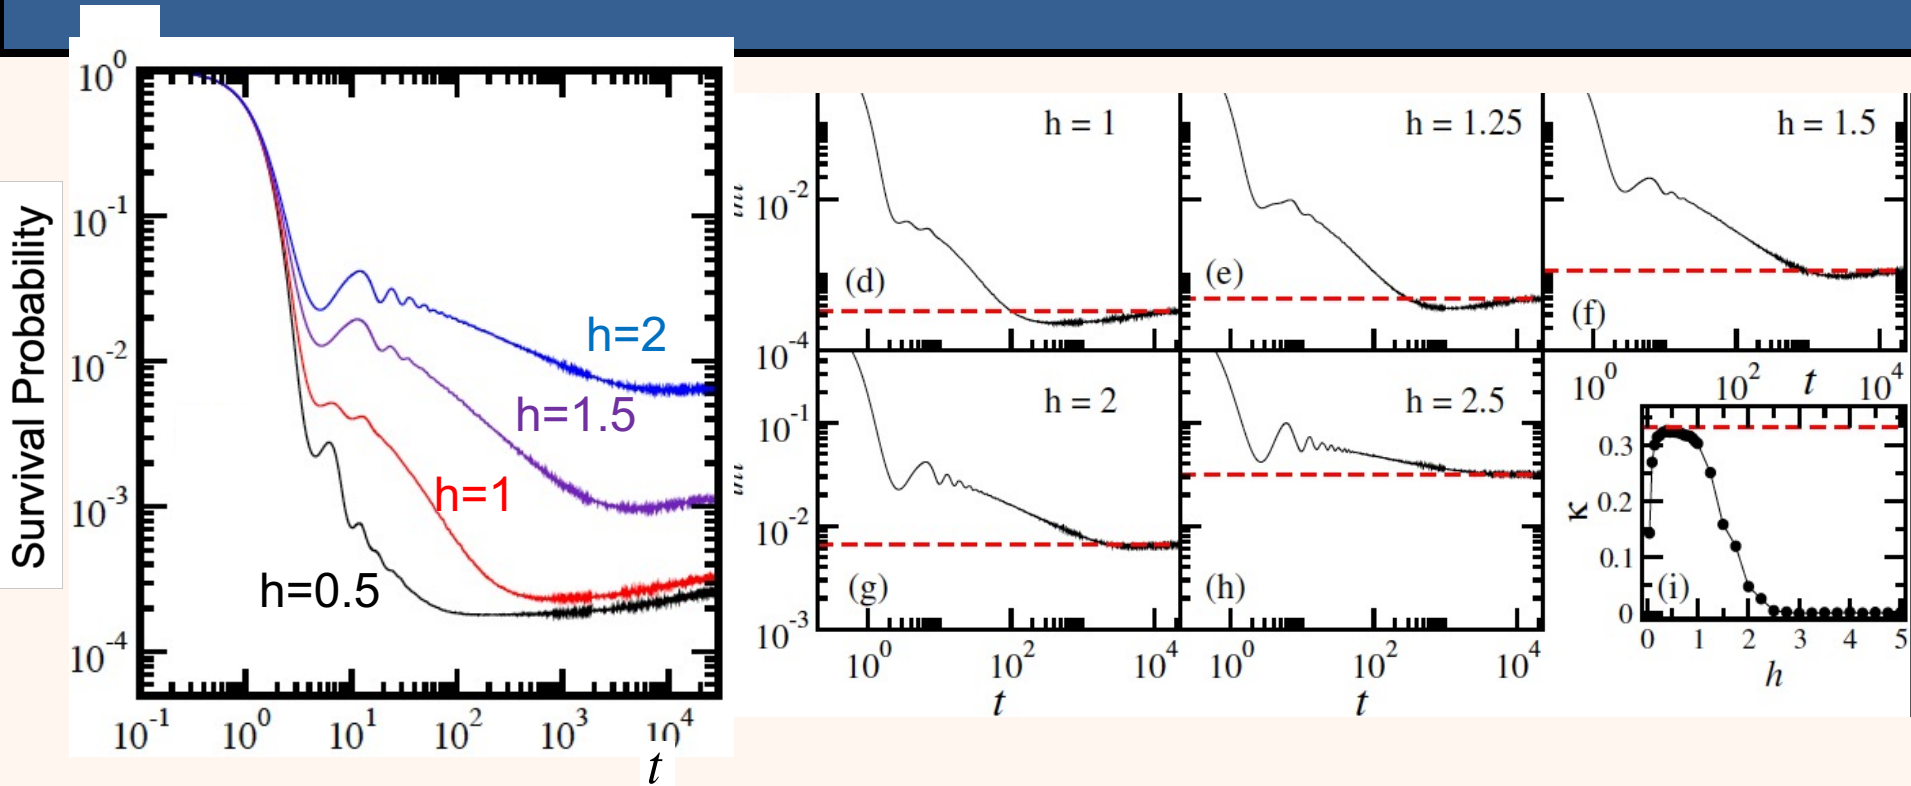 Survival Probability
10^0
10^-1
10^-2
10^-3
10^-4
h=2
h=1.5
h=1
h=0.5
10^-1 10^0 10^1 10^2 10^3 10^4
t
h = 1
10^-2
(d)
10^-4
h = 1.25
(e)
h = 1.5
(f)
10^0 10^2 t 10^4
h = 2
10^-1
10^-2
10^-3
(g)
10^0 10^2 10^4
t
h = 2.5
(h)
10^0 10^2 10^4
t
κ
0.3
0.2
0.1
0
(i)
0 1 2 3 4 5
h